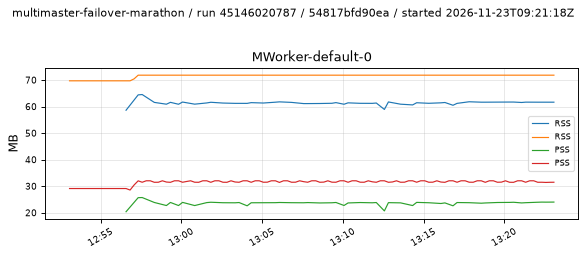 multimaster-failover-marathon / run 45146020787 / 54817bfd90ea / started 2026-11-23T09:21:18Z
MWorker-default-0
MB
70
60
50
40
30
20
RSS
RSS
PSS
PSS
12:55
13:00
13:05
13:10
13:15
13:20